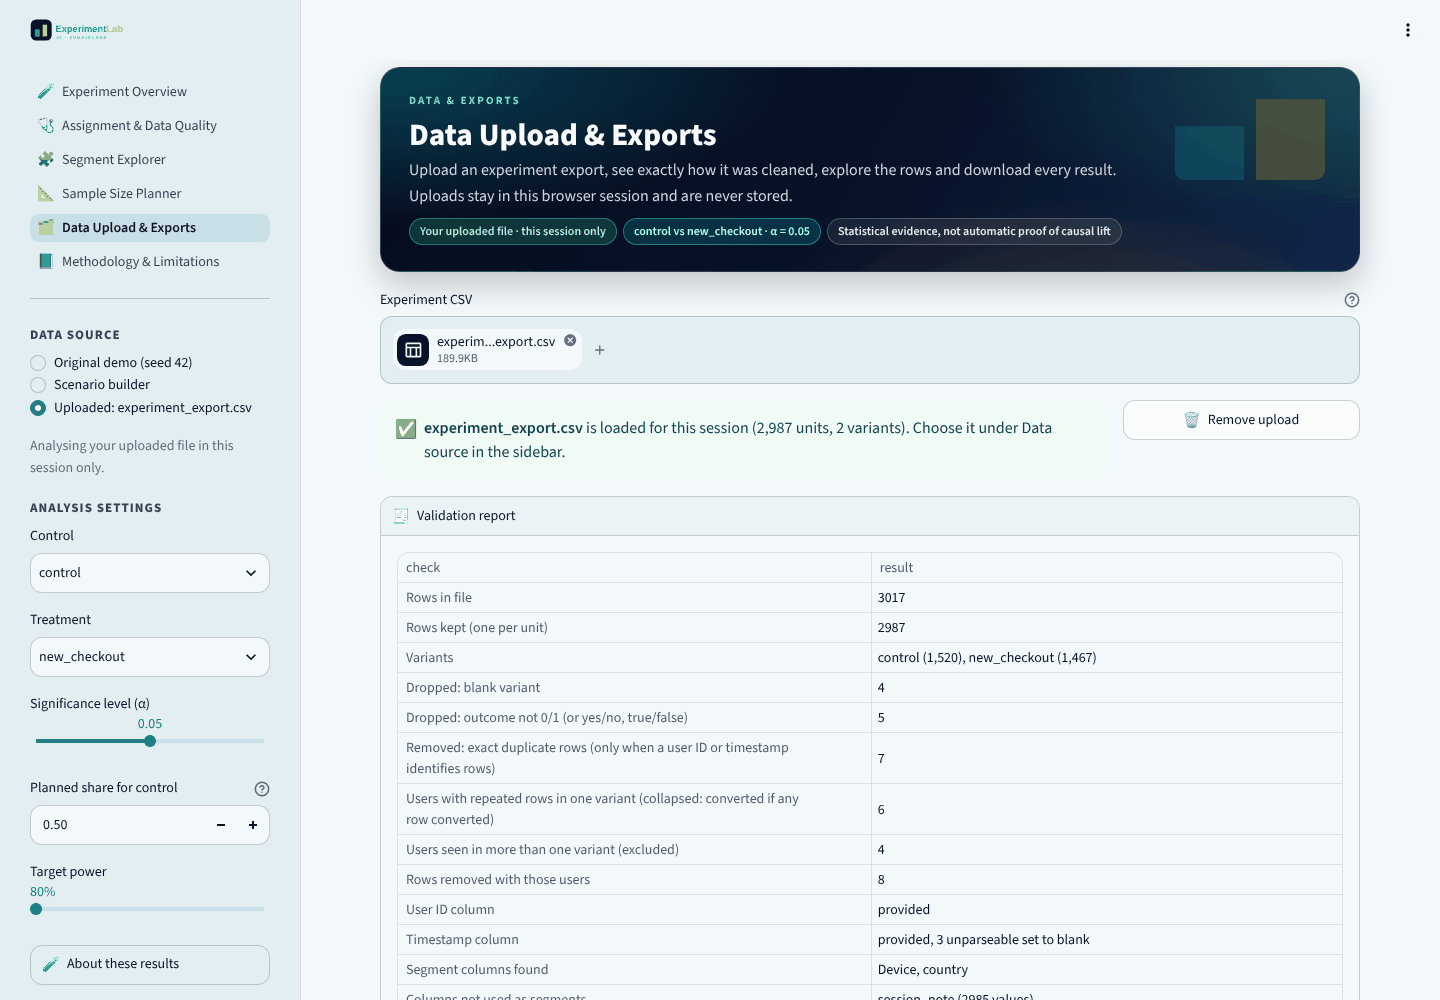 ExperimentLab
Experiment Overview
Assignment & Data Quality
Segment Explorer
Sample Size Planner
Data Upload & Exports
Methodology & Limitations
DATA SOURCE
Original demo (seed 42)
Scenario builder
Uploaded: experiment_export.csv
Analysing your uploaded file in this
session only.
ANALYSIS SETTINGS
Control
control
Treatment
new_checkout
Significance level (α)
0.05
Planned share for control
0.50
Target power
80%
About these results
DATA & EXPORTS
Data Upload & Exports
Upload an experiment export, see exactly how it was cleaned, explore the rows and download every result.
Uploads stay in this browser session and are never stored.
Your uploaded file · this session only
control vs new_checkout · α = 0.05
Statistical evidence, not automatic proof of causal lift
Experiment CSV
experim...export.csv
189.9KB
experiment_export.csv is loaded for this session (2,987 units, 2 variants). Choose it under Data
source in the sidebar.
Remove upload
Validation report
check result
Rows in file 3017
Rows kept (one per unit) 2987
Variants control (1,520), new_checkout (1,467)
Dropped: blank variant 4
Dropped: outcome not 0/1 (or yes/no, true/false) 5
Removed: exact duplicate rows (only when a user ID or timestamp
identifies rows) 7
Users with repeated rows in one variant (collapsed: converted if any
row converted) 6
Users seen in more than one variant (excluded) 4
Rows removed with those users 8
User ID column provided
Timestamp column provided, 3 unparseable set to blank
Segment columns found Device, country
Columns not used as segments session_note (2985 values)